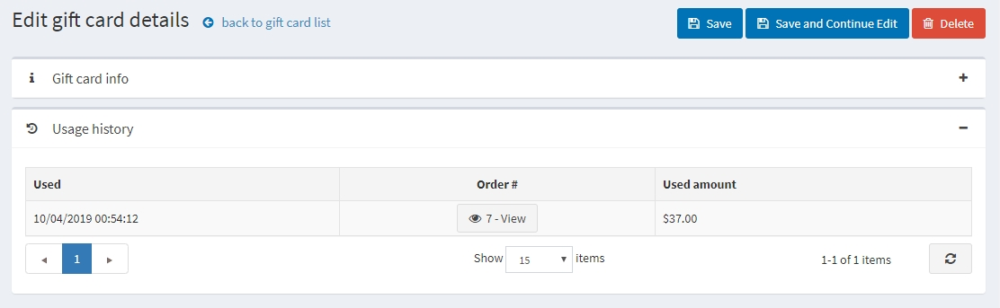 Edit gift card details back to gift card list Save Save and Continue Edit Delete
Gift card info
Usage history
Used Order # Used amount
10/04/2019 00:54:12 7 - View $37.00
1 Show 15 items 1-1 of 1 items